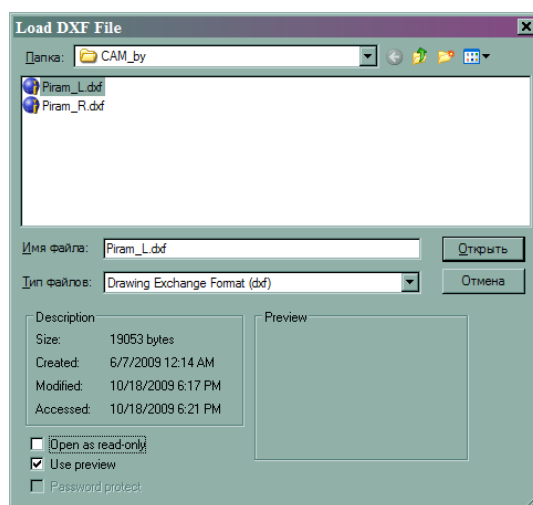 Load DXF File
Папка: CAM_by
Piram_L.dxf
Piram_R.dxf
Имя файла: Piram_L.dxf Открыть
Тип файлов: Drawing Exchange Format (dxf) Отмена
Description Preview
Size: 19053 bytes
Created: 6/7/2009 12:14 AM
Modified: 10/18/2009 6:17 PM
Accessed: 10/18/2009 6:21 PM
Open as read-only
Use preview
Password protect